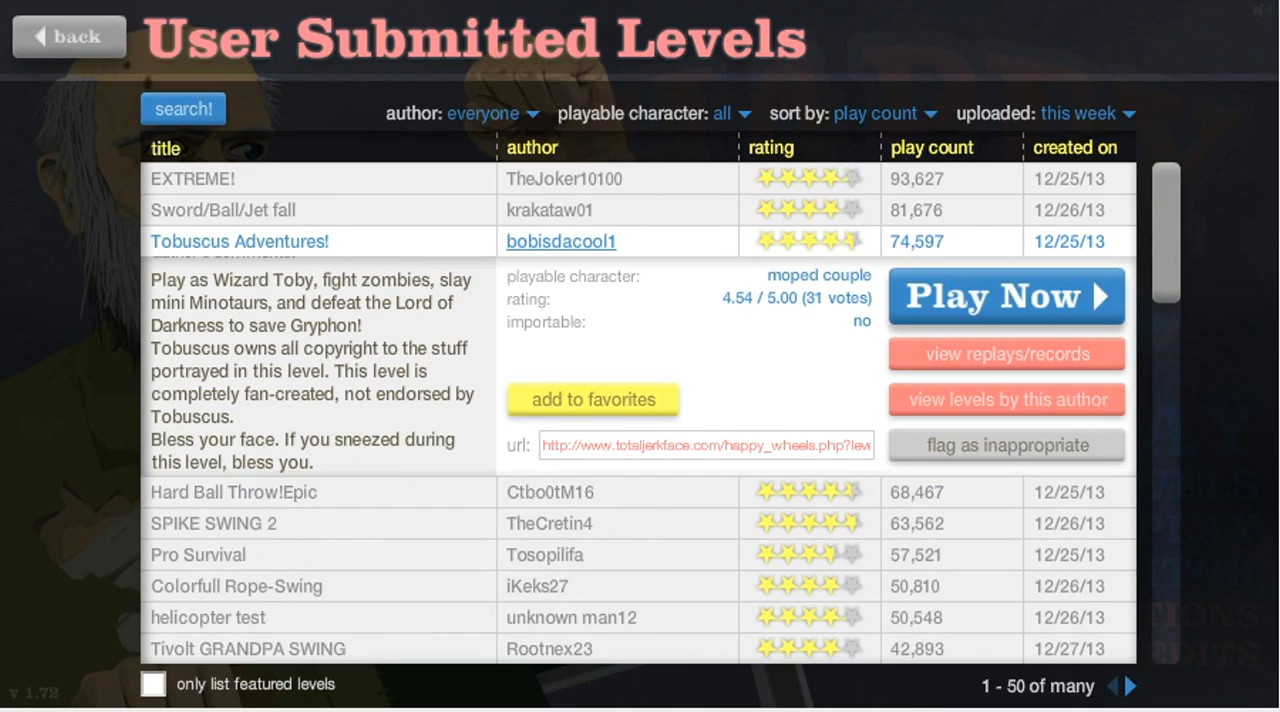 back
User Submitted Levels
search!
author: everyone playable character: all sort by: play count uploaded: this week
title author rating play count created on
EXTREME! TheJoker10100 93,627 12/25/13
Sword/Ball/Jet fall krakataw01 81,676 12/26/13
Tobuscus Adventures! bobisdacool1 74,597 12/25/13
Play as Wizard Toby, fight zombies, slay
mini Minotaurs, and defeat the Lord of
Darkness to save Gryphon!
Tobuscus owns all copyright to the stuff
portrayed in this level. This level is
completely fan-created, not endorsed by
Tobuscus.
Bless your face. If you sneezed during
this level, bless you.
playable character: moped couple
rating: 4.54 / 5.00 (31 votes)
importable: no
add to favorites
url: http://www.totaljerkface.com/happy_wheels.php?leve
Play Now
view replays/records
view levels by this author
flag as inappropriate
Hard Ball Throw!Epic Ctbo0tM16 68,467 12/25/13
SPIKE SWING 2 TheCretin4 63,562 12/26/13
Pro Survival Tosopilifa 57,521 12/25/13
Colorfull Rope-Swing iKeks27 50,810 12/26/13
helicopter test unknown man12 50,548 12/26/13
Tivolt GRANDPA SWING Rootnex23 42,893 12/27/13
v 1.72
only list featured levels
1 - 50 of many